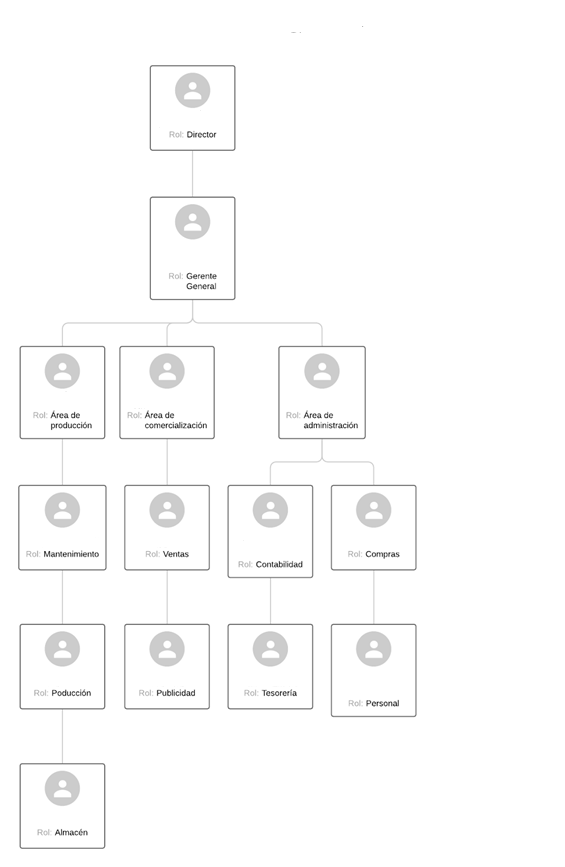 Rol: Director
Rol: Gerente
General
Rol: Área de
producción
Rol: Área de
comercialización
Rol: Área de
administración
Rol: Mantenimiento
Rol: Ventas
Rol: Contabilidad
Rol: Compras
Rol: Poducción
Rol: Publicidad
Rol: Tesorería
Rol: Personal
Rol: Almacén